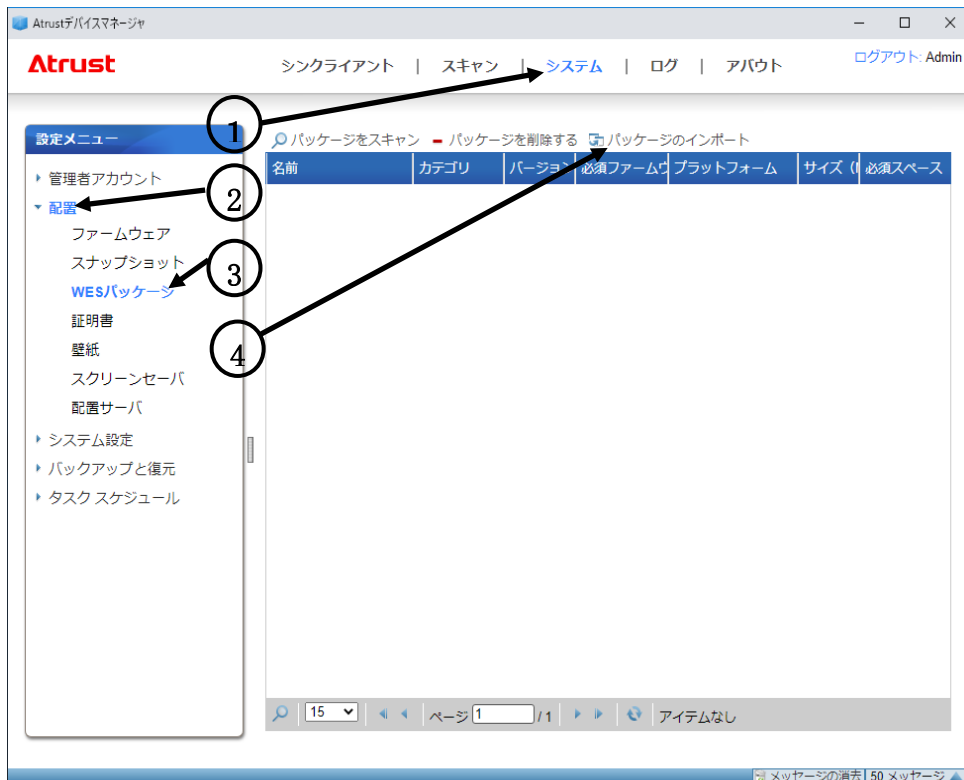 Atrustデバイスマネージャ
Atrust
シンクライアント | スキャン | システム | ログ | アバウト
ログアウト: Admin
設定メニュー
管理者アカウント
配置
ファームウェア
スナップショット
WESパッケージ
証明書
壁紙
スクリーンセーバ
配置サーバ
システム設定
バックアップと復元
タスク スケジュール
1
2
3
4
パッケージをスキャン パッケージを削除する パッケージのインポート
名前 カテゴリ バージョン 必須ファームウ プラットフォーム サイズ ( 必須スペース
15 ページ 1 / 1 アイテムなし
メッセージの消去 50 メッセージ